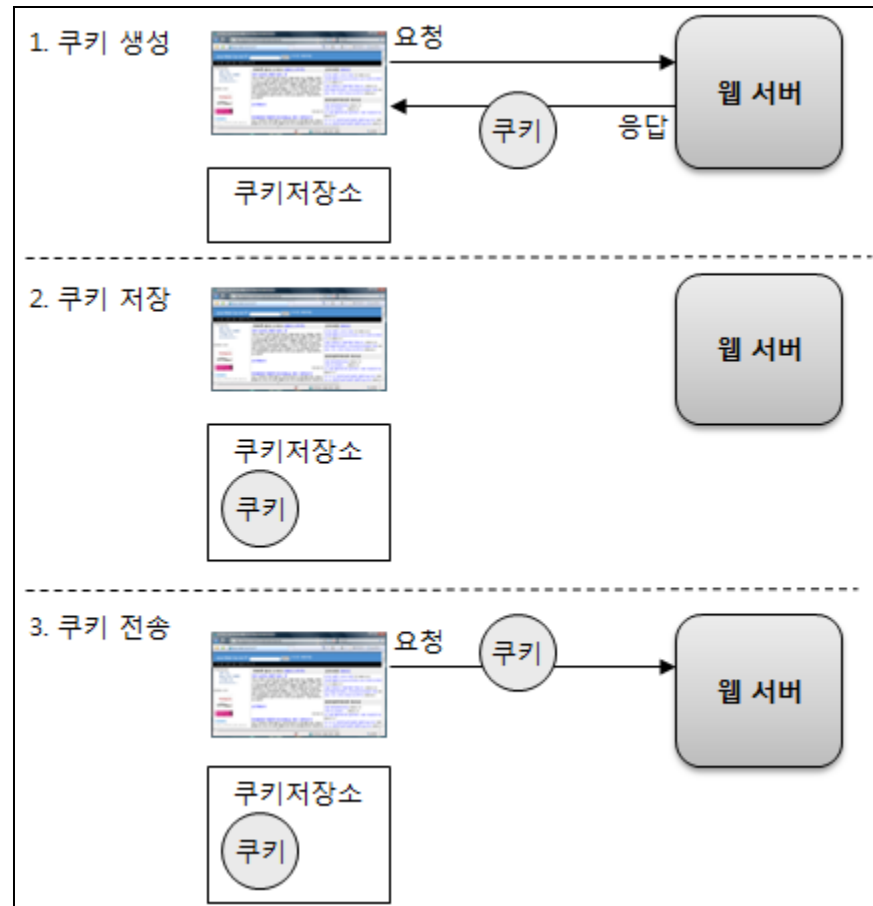 1. 쿠키 생성
요청
웹 서버
쿠키
응답
쿠키저장소
2. 쿠키 저장
웹 서버
쿠키저장소
쿠키
3. 쿠키 전송
요청
쿠키
웹 서버
쿠키저장소
쿠키